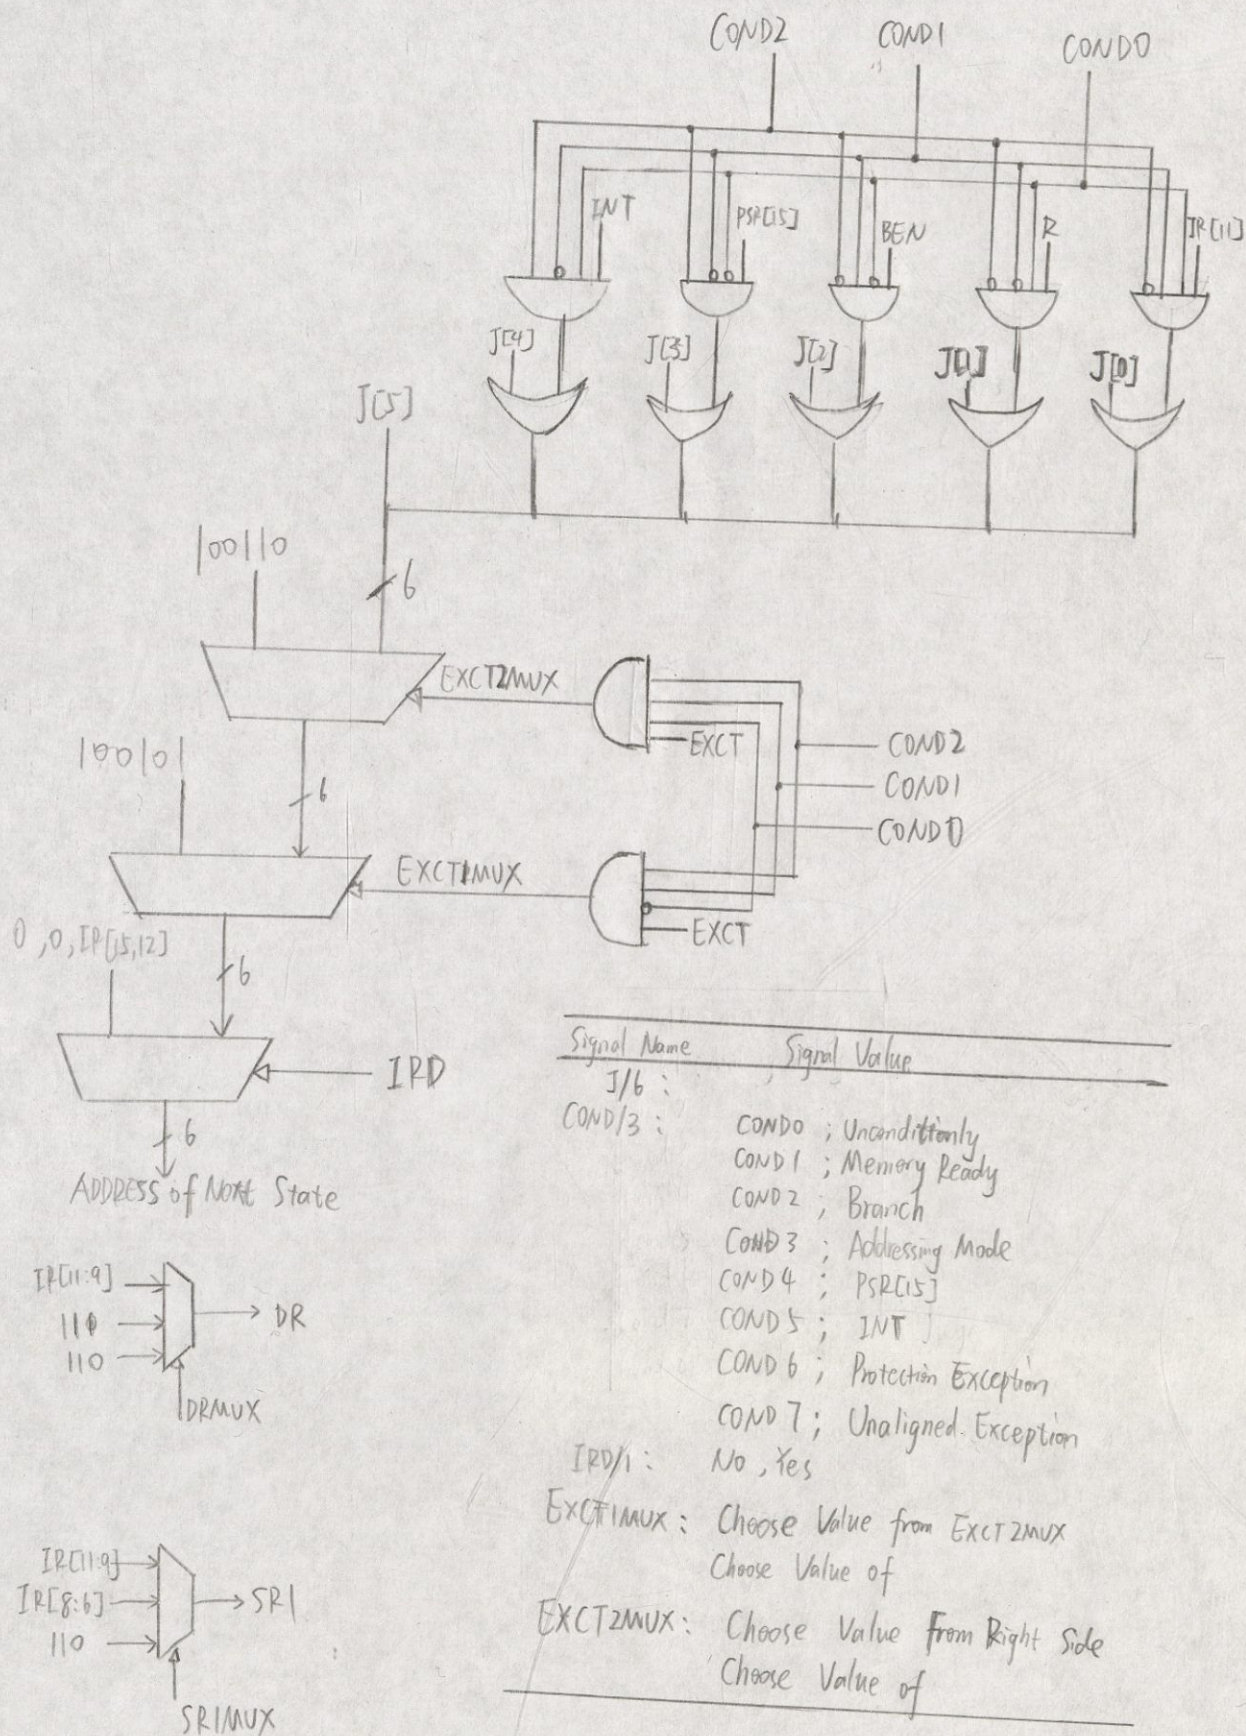 COND2 COND1 COND0
INT PSR[15] BEN R IR[11]
J[4] J[3] J[2] J[1] J[0]
J[5]
100110
6
EXCT2MUX
EXCT
COND2
COND1
COND0
100101
6
EXCT1MUX
EXCT
0,0,IR[15,12]
6
IRD
6
ADDRESS of Next State
Signal Name Signal Value
J/6 :
COND/3 : COND0 ; Unconditionly
COND1 ; Memory Ready
COND2 ; Branch
COND3 ; Addressing Mode
COND4 ; PSR[15]
COND5 ; INT
COND6 ; Protection Exception
COND7 ; Unaligned Exception
IRD/1 : No , Yes
EXCT1MUX : Choose Value from EXCT2MUX
Choose Value of
EXCT2MUX : Choose Value From Right Side
Choose Value of
IR[11:9]
110
110
DR
DRMUX
IR[11:9]
IR[8:6]
110
SR1
SR1MUX